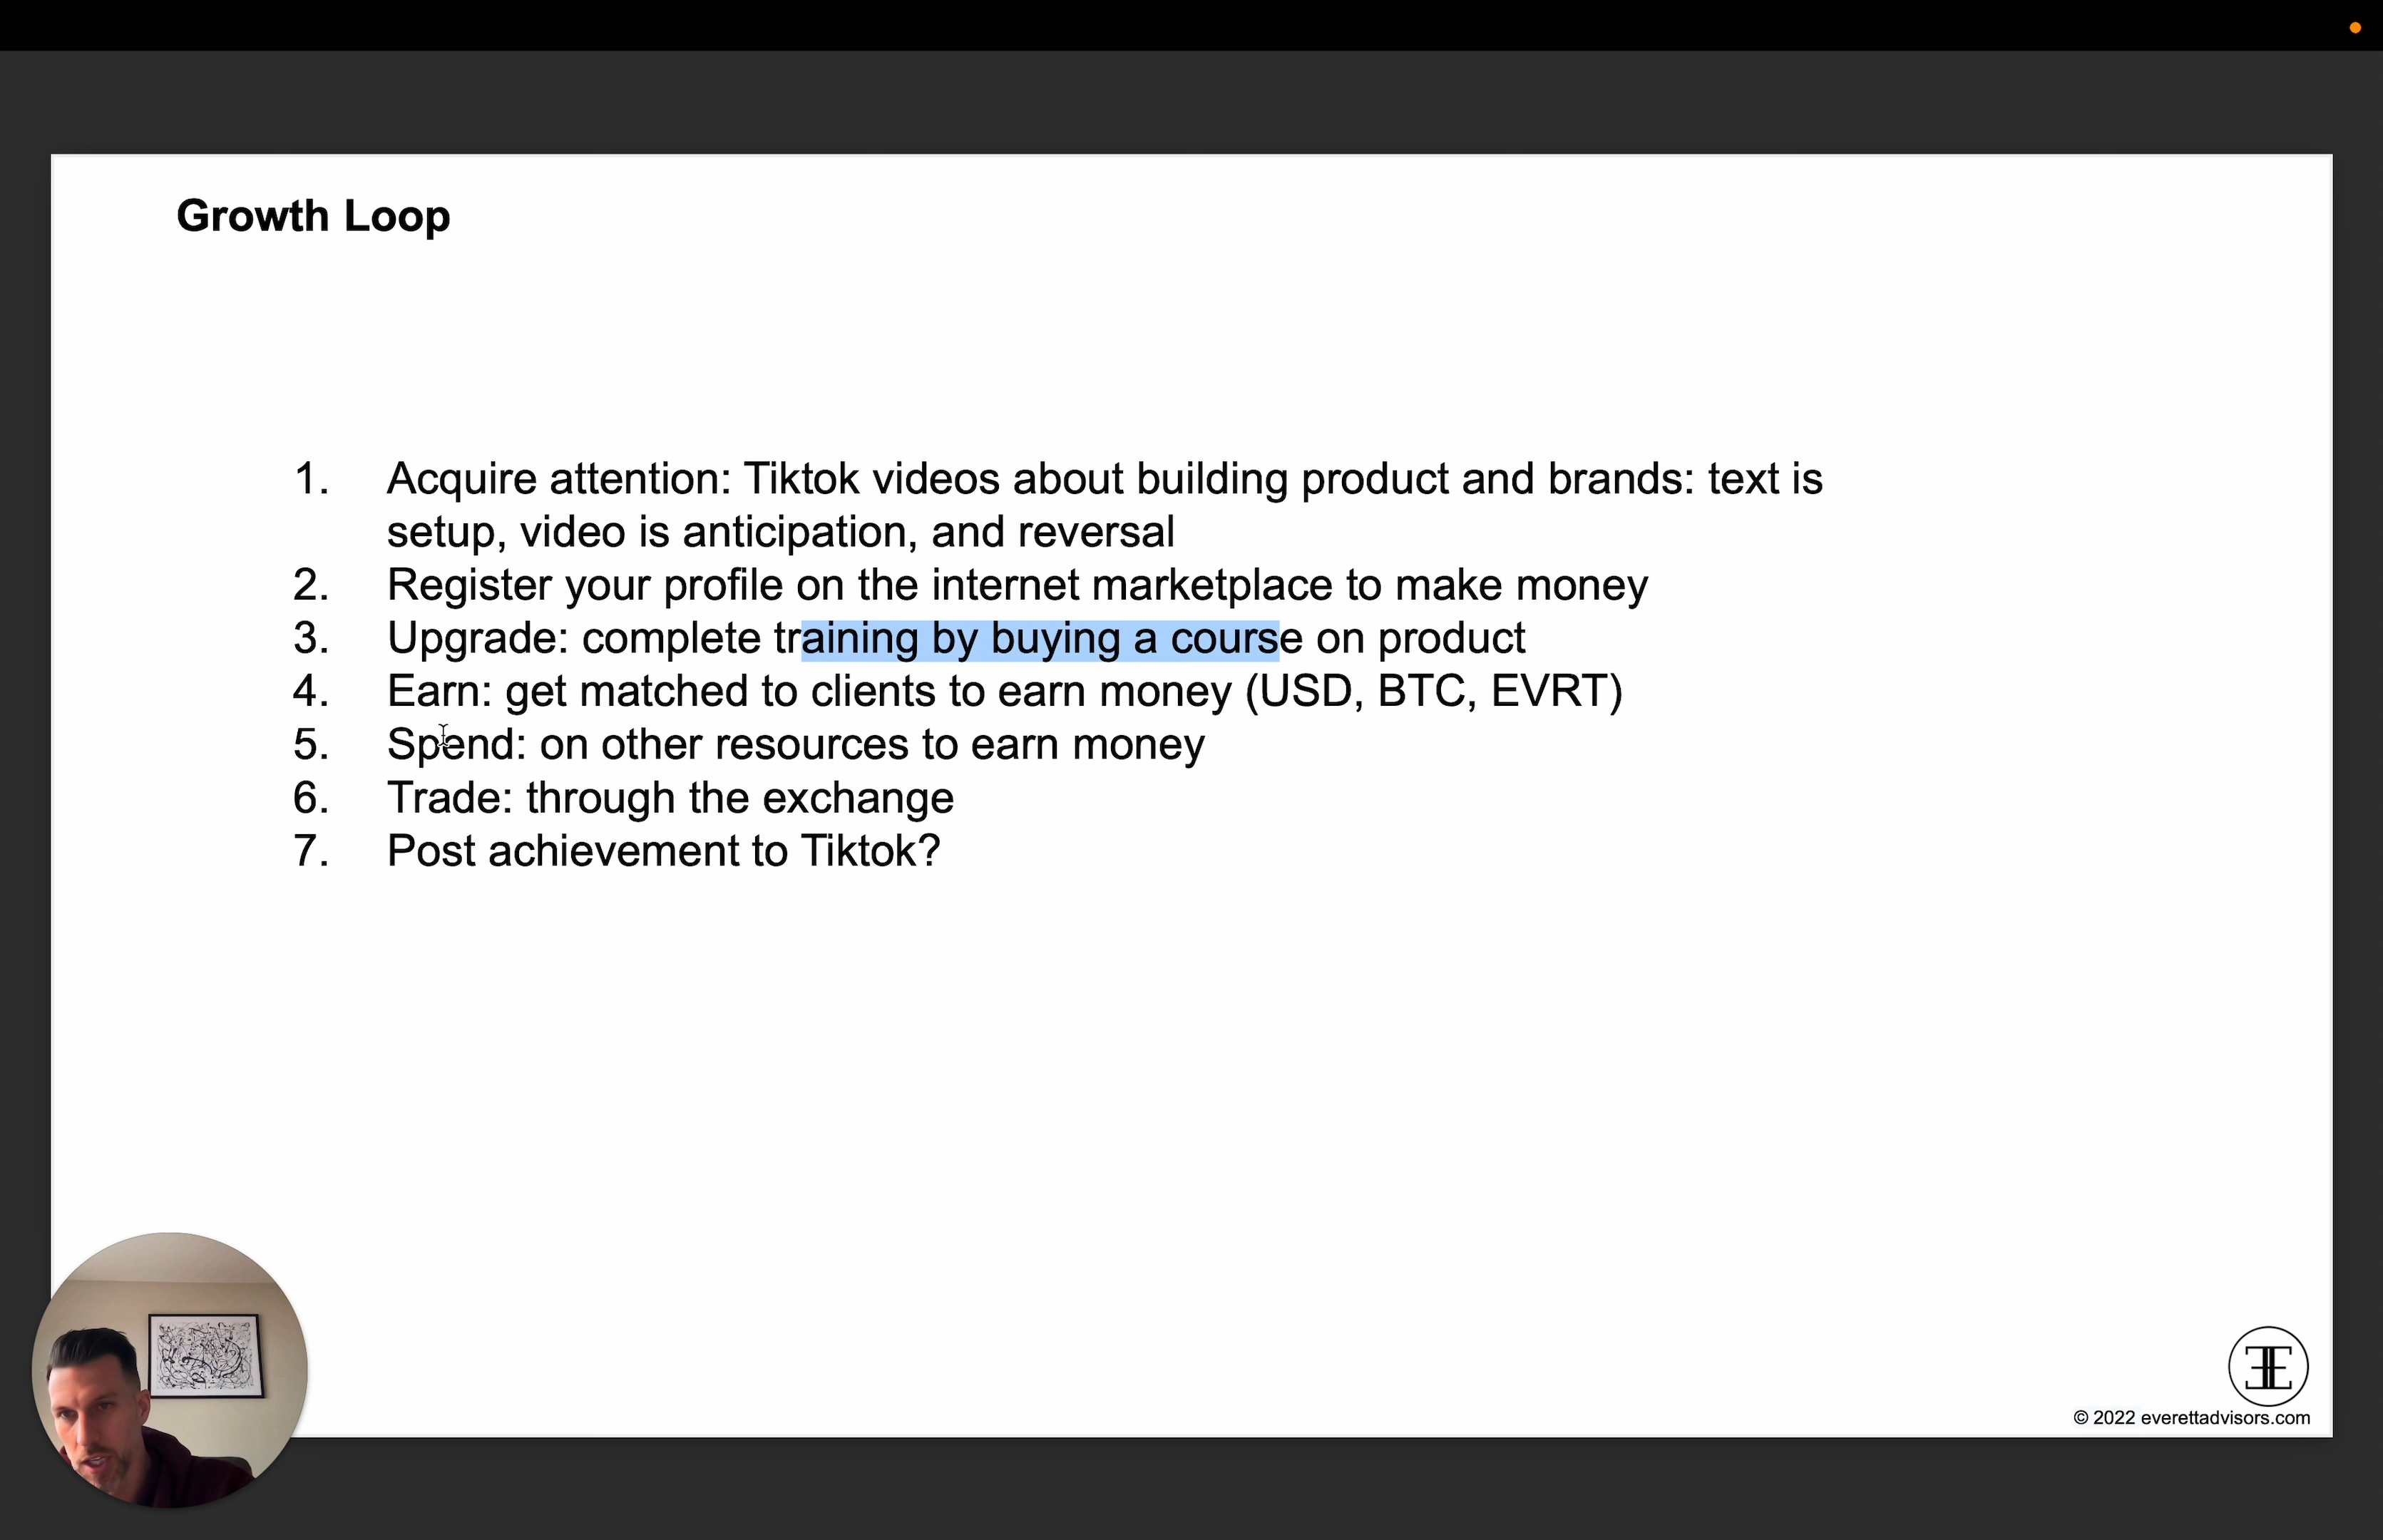 Growth Loop
1. Acquire attention: Tiktok videos about building product and brands: text is
setup, video is anticipation, and reversal
2. Register your profile on the internet marketplace to make money
3. Upgrade: complete training by buying a course on product
4. Earn: get matched to clients to earn money (USD, BTC, EVRT)
5. Spend: on other resources to earn money
6. Trade: through the exchange
7. Post achievement to Tiktok?
© 2022 everettadvisors.com